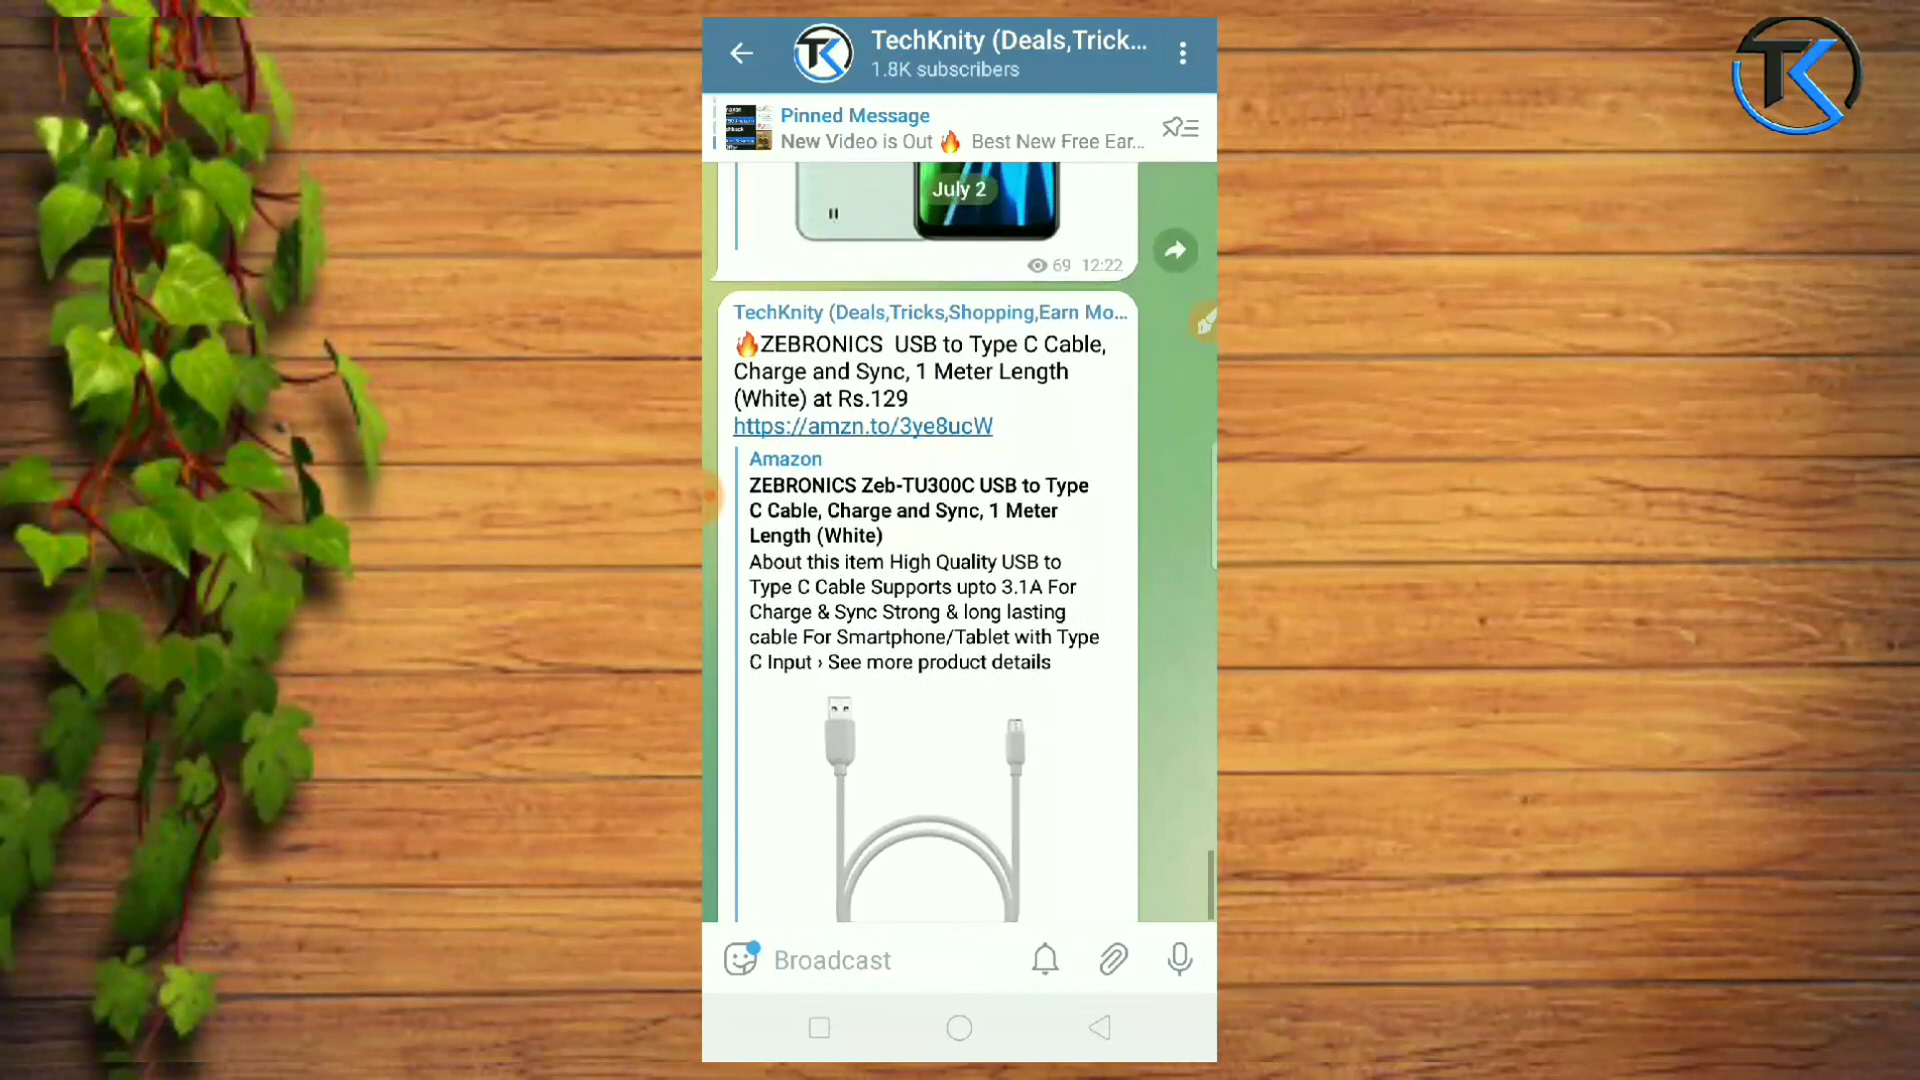 TK
TechKnity (Deals,Trick...
1.8K subscribers
TK
Pinned Message
New Video is Out 🔥 Best New Free Ear...
July 2
69 12:22
TechKnity (Deals,Tricks,Shopping,Earn Mo...
🔥ZEBRONICS USB to Type C Cable,
Charge and Sync, 1 Meter Length
(White) at Rs.129
https://amzn.to/3ye8ucW
Amazon
ZEBRONICS Zeb-TU300C USB to Type
C Cable, Charge and Sync, 1 Meter
Length (White)
About this item High Quality USB to
Type C Cable Supports upto 3.1A For
Charge & Sync Strong & long lasting
cable For Smartphone/Tablet with Type
C Input › See more product details
Broadcast